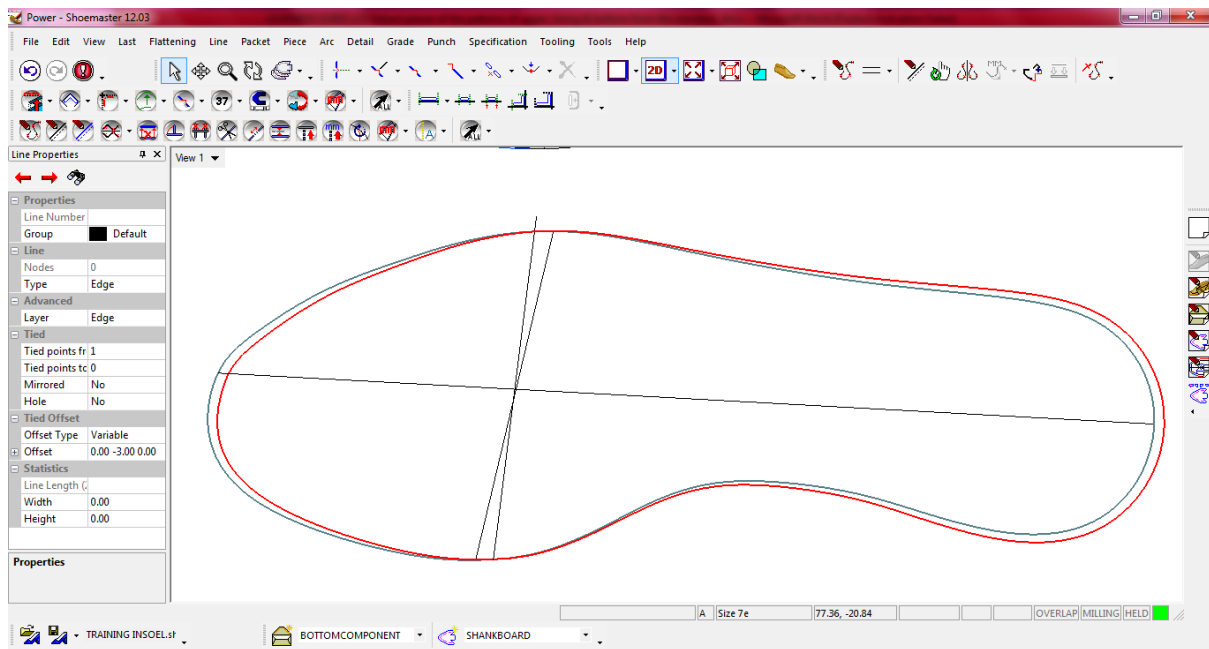 Power - Shoemaster 12.03
File Edit View Last Flattening Line Packet Piece Arc Detail Grade Punch Specification Tooling Tools Help
2D
37
Line Properties
View 1
Properties
Line Number
Group Default
Line
Nodes 0
Type Edge
Advanced
Layer Edge
Tied
Tied points fr 1
Tied points tc 0
Mirrored No
Hole No
Tied Offset
Offset Type Variable
Offset 0.00 -3.00 0.00
Statistics
Line Length (2
Width 0.00
Height 0.00
Properties
A Size 7e 77.36, -20.84 OVERLAP MILLING HELD
TRAINING INSOEL.sh BOTTOMCOMPONENT SHANKBOARD